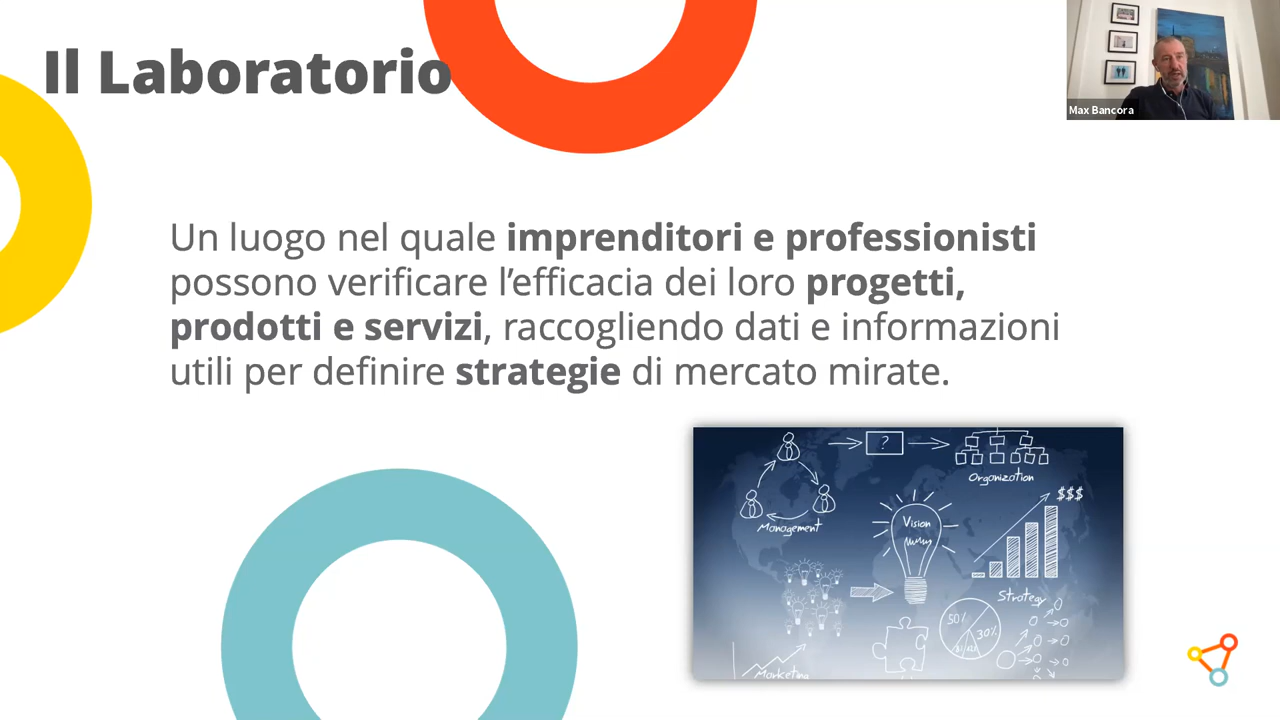 Il Laboratorio
Max Bancora
Un luogo nel quale imprenditori e professionisti
possono verificare l’efficacia dei loro progetti,
prodotti e servizi, raccogliendo dati e informazioni
utili per definire strategie di mercato mirate.
?
Organization
$$$
Management
Vision
Strategy
50%
30%
Marketing